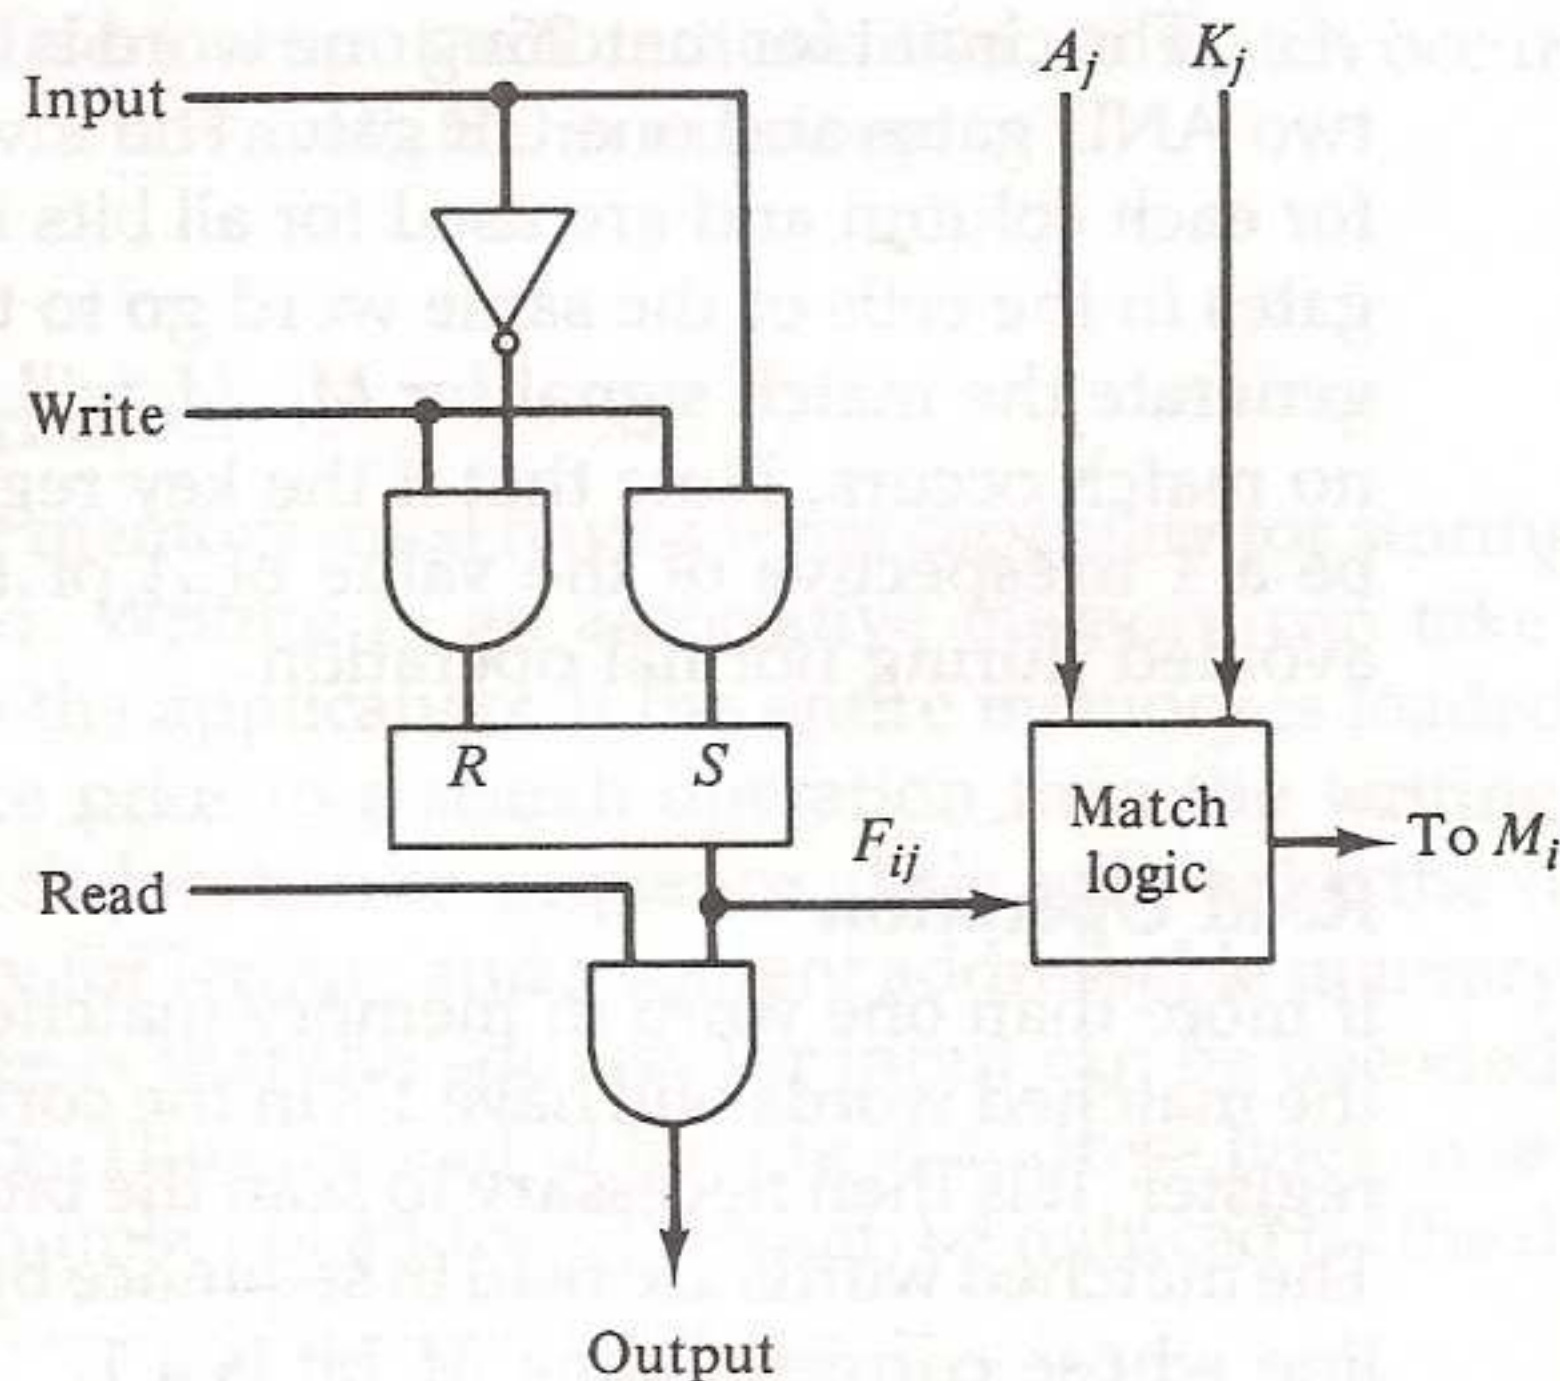 Input
A_j
K_j
Write
R
S
F_ij
Match
logic
To M_i
Read
Output